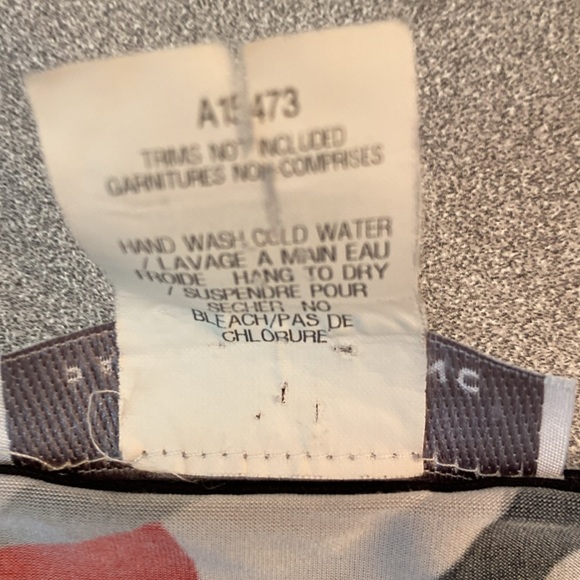 A15473
TRIMS NOT INCLUDED
GARNITURES NON-COMPRISES
HAND WASH COLD WATER
/ LAVAGE A MAIN EAU
FROIDE HANG TO DRY
/ SUSPENDRE POUR
SECHER NO
BLEACH/PAS DE
CHLORURE